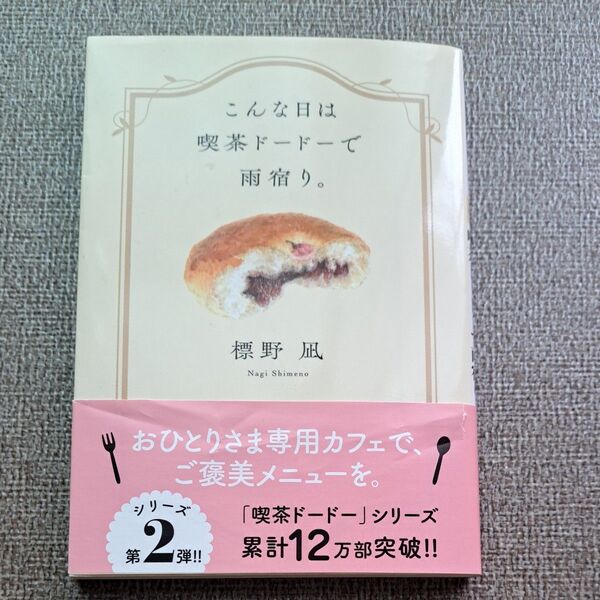 こんな日は
喫茶ドードーで
雨宿り。
標野 凪
Nagi Shimeno
おひとりさま専用カフェで、
ご褒美メニューを。
シリーズ
第2弾!!
「喫茶ドードー」シリーズ
累計12万部突破!!